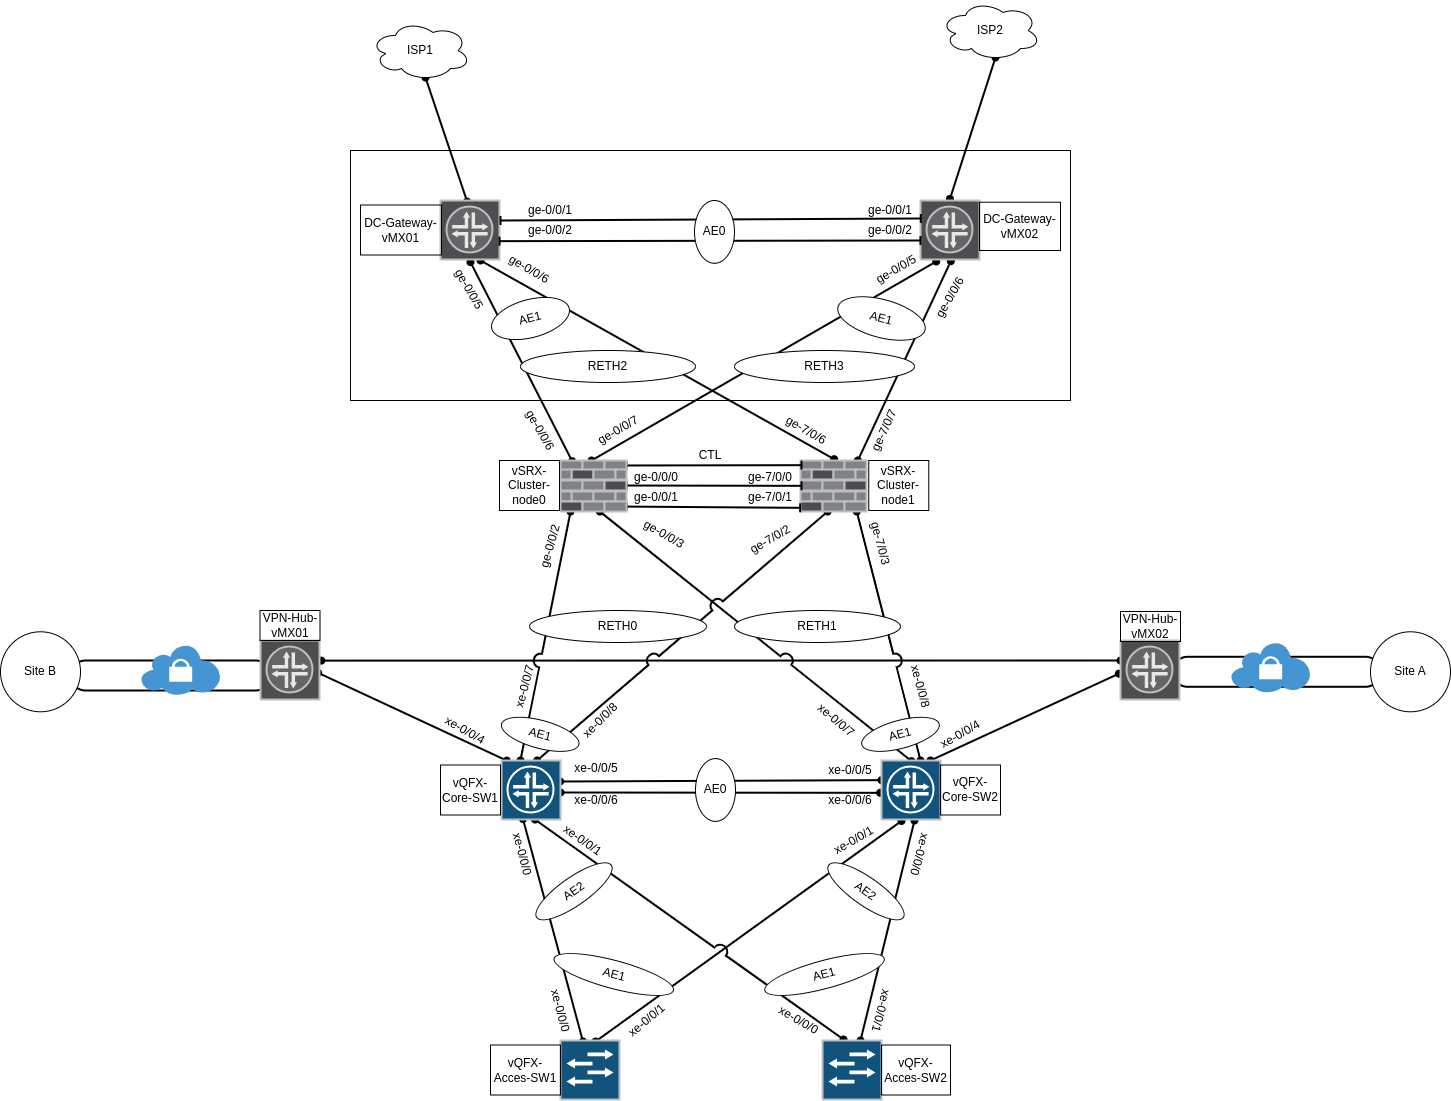 ISP1
ISP2
DC-Gateway-
vMX01
ge-0/0/1
ge-0/0/2
AE0
ge-0/0/1
ge-0/0/2
DC-Gateway-
vMX02
ge-0/0/5
ge-0/0/6
ge-0/0/5
ge-0/0/6
AE1
AE1
RETH2
RETH3
ge-0/0/6
ge-0/0/7
ge-7/0/6
ge-7/0/7
vSRX-
Cluster-
node0
CTL
ge-0/0/0
ge-7/0/0
ge-0/0/1
ge-7/0/1
vSRX-
Cluster-
node1
ge-0/0/2
ge-0/0/3
ge-7/0/2
ge-7/0/3
VPN-Hub-
vMX01
RETH0
RETH1
VPN-Hub-
vMX02
Site B
Site A
xe-0/0/7
xe-0/0/8
xe-0/0/7
xe-0/0/8
xe-0/0/4
AE1
AE1
xe-0/0/4
vQFX-
Core-SW1
xe-0/0/5
xe-0/0/6
AE0
xe-0/0/5
xe-0/0/6
vQFX-
Core-SW2
xe-0/0/0
xe-0/0/1
xe-0/0/1
xe-0/0/0
AE2
AE2
AE1
AE1
xe-0/0/0
xe-0/0/1
xe-0/0/0
xe-0/0/1
vQFX-
Acces-SW1
vQFX-
Acces-SW2